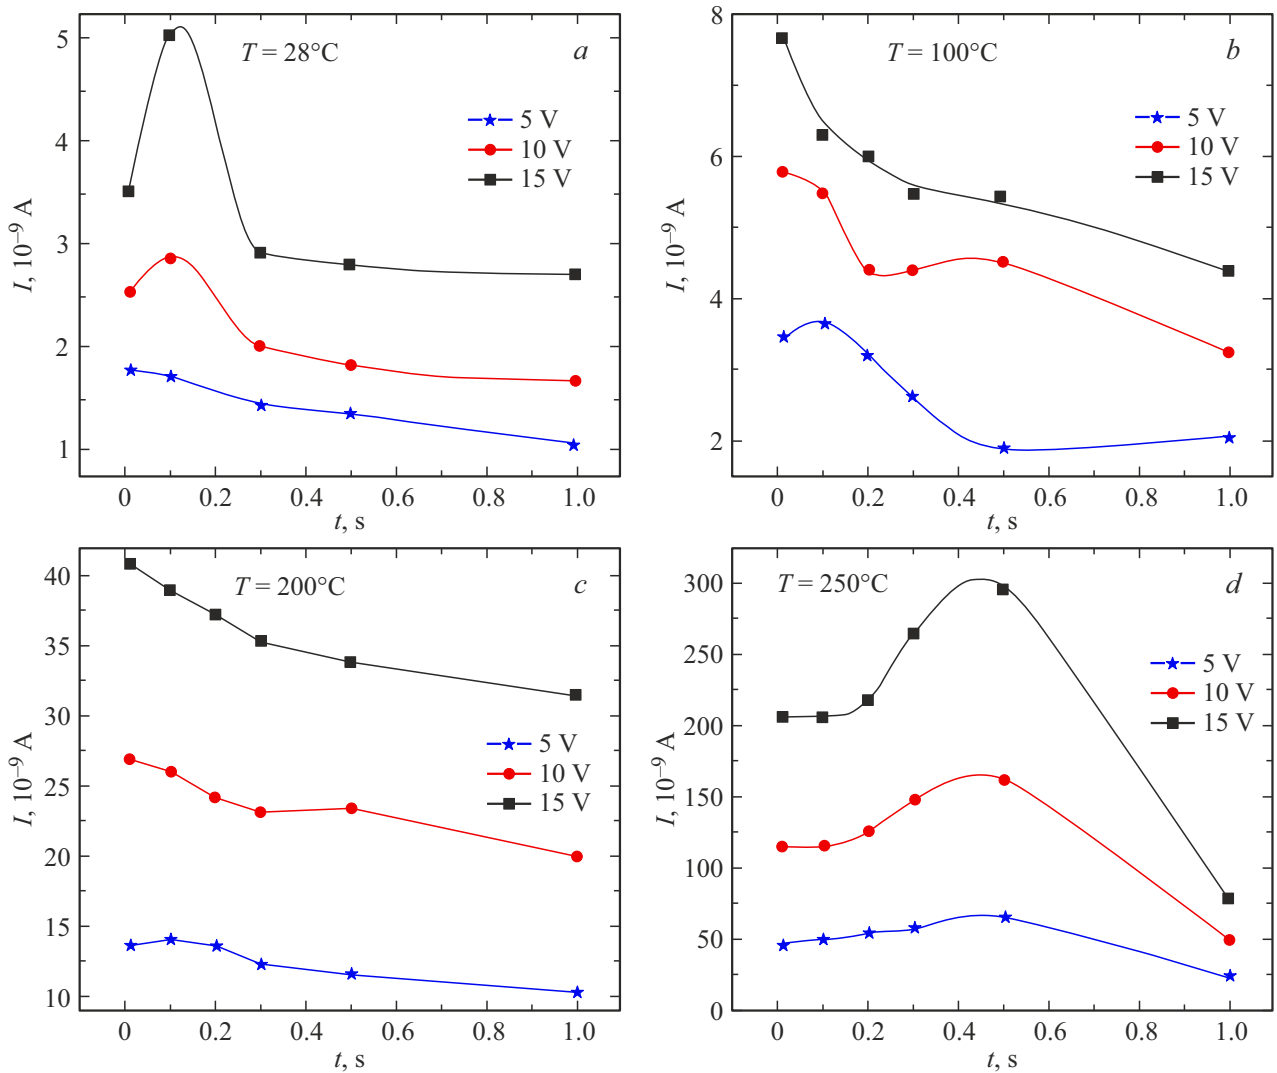 5
4
3
2
1
I, 10⁻⁹ A
T = 28°C
a
5 V
10 V
15 V
0 0.2 0.4 0.6 0.8 1.0
t, s
8
6
4
2
I, 10⁻⁹ A
T = 100°C
b
5 V
10 V
15 V
0 0.2 0.4 0.6 0.8 1.0
t, s
40
35
30
25
20
15
10
I, 10⁻⁹ A
T = 200°C
c
5 V
10 V
15 V
0 0.2 0.4 0.6 0.8 1.0
t, s
300
250
200
150
100
50
0
I, 10⁻⁹ A
T = 250°C
d
5 V
10 V
15 V
0 0.2 0.4 0.6 0.8 1.0
t, s